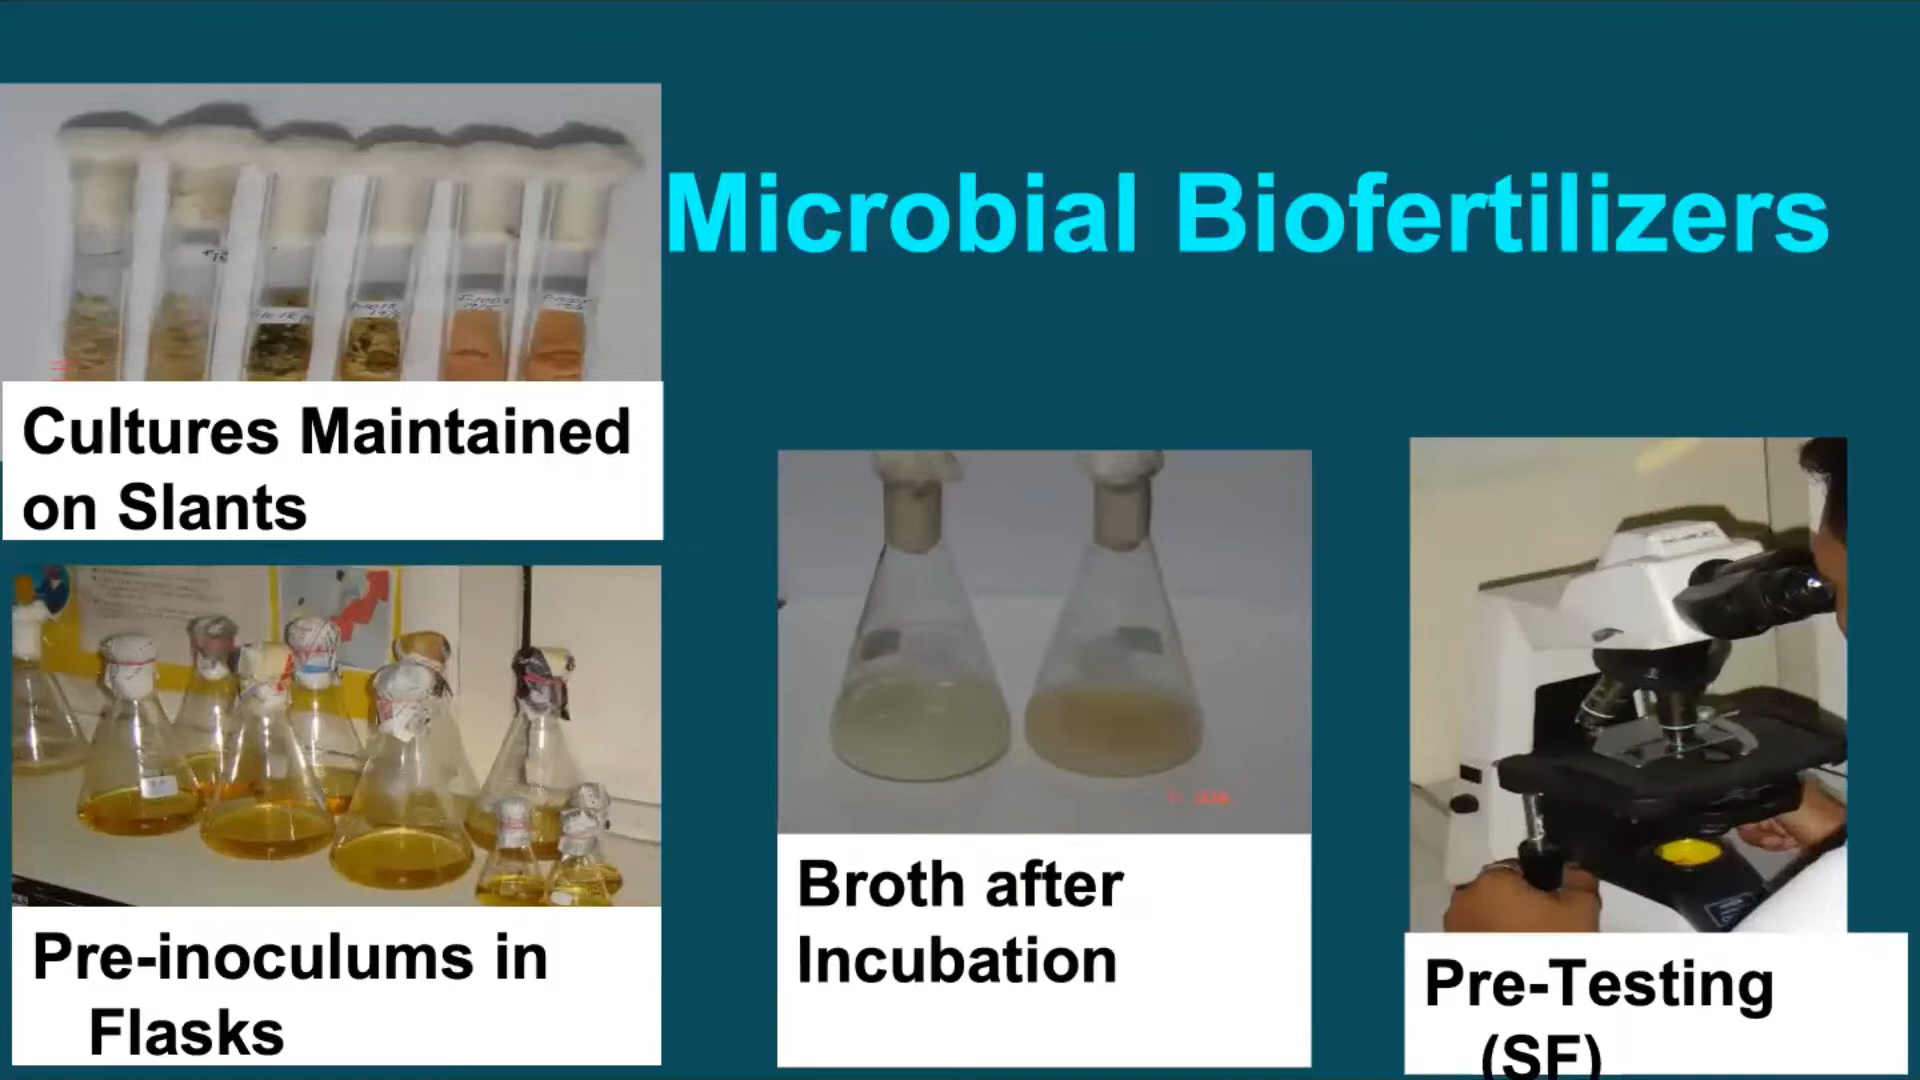 Microbial Biofertilizers
Cultures Maintained
on Slants
Pre-inoculums in
Flasks
Broth after
Incubation
Pre-Testing
(SF)